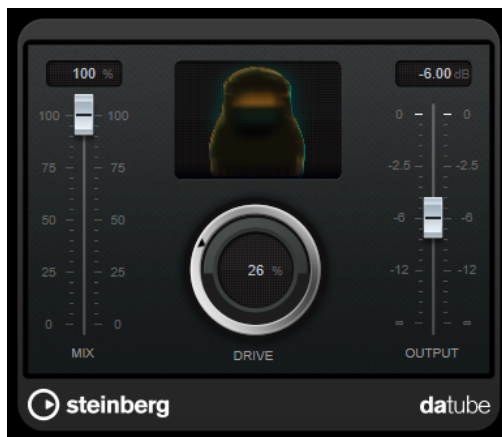 100 %
-6.00 dB
100 100
75 75
50 50
25 25
0 0
MIX
26 %
DRIVE
0 0
-2.5 -2.5
-6 -6
-12 -12
∞ ∞
OUTPUT
steinberg
datube